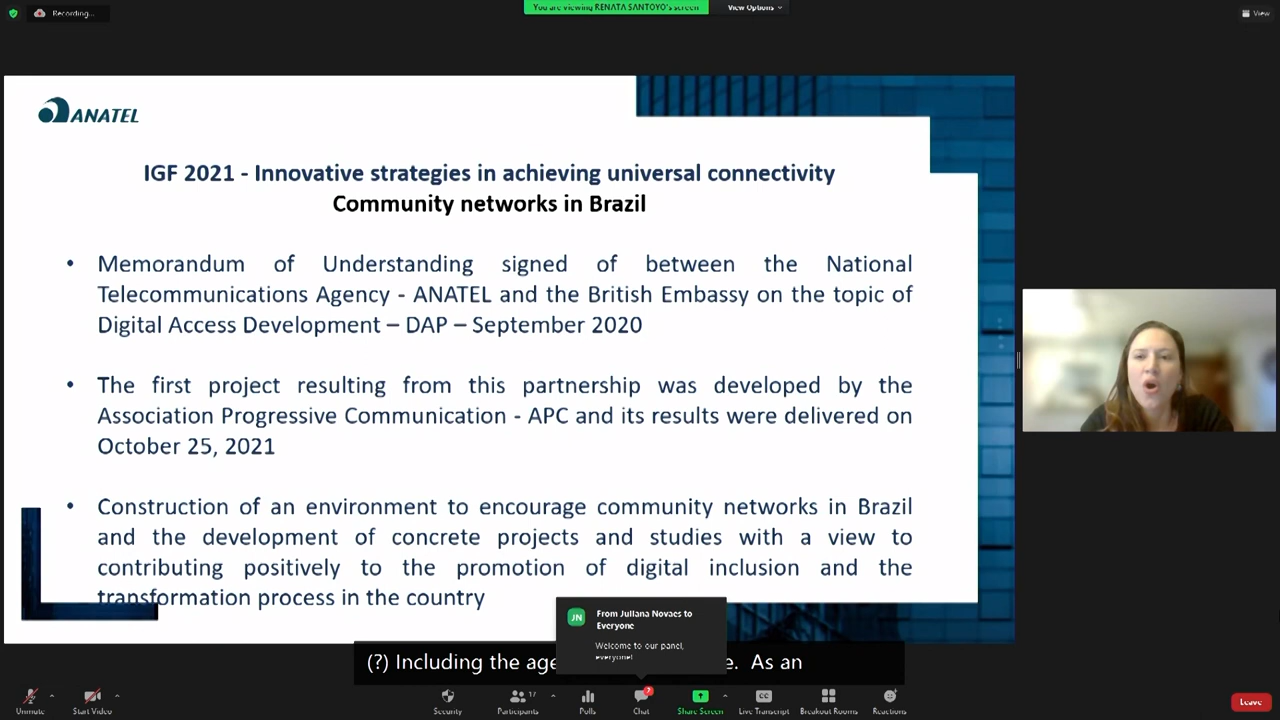 Recording...
You are viewing RENATA SANTOYO's screen
View Options
View
ANATEL
IGF 2021 - Innovative strategies in achieving universal connectivity
Community networks in Brazil
• Memorandum of Understanding signed of between the National
Telecommunications Agency - ANATEL and the British Embassy on the topic of
Digital Access Development – DAP – September 2020
• The first project resulting from this partnership was developed by the
Association Progressive Communication - APC and its results were delivered on
October 25, 2021
• Construction of an environment to encourage community networks in Brazil
and the development of concrete projects and studies with a view to
contributing positively to the promotion of digital inclusion and the
transformation process in the country
JN
From Juliana Novaes to
Everyone
Welcome to our panel,
everyone!
(?) Including the age e. As an
Unmute
Start Video
Security
Participants
17
Polls
Chat
7
Share Screen
Live Transcript
Breakout Rooms
Reactions
Leave